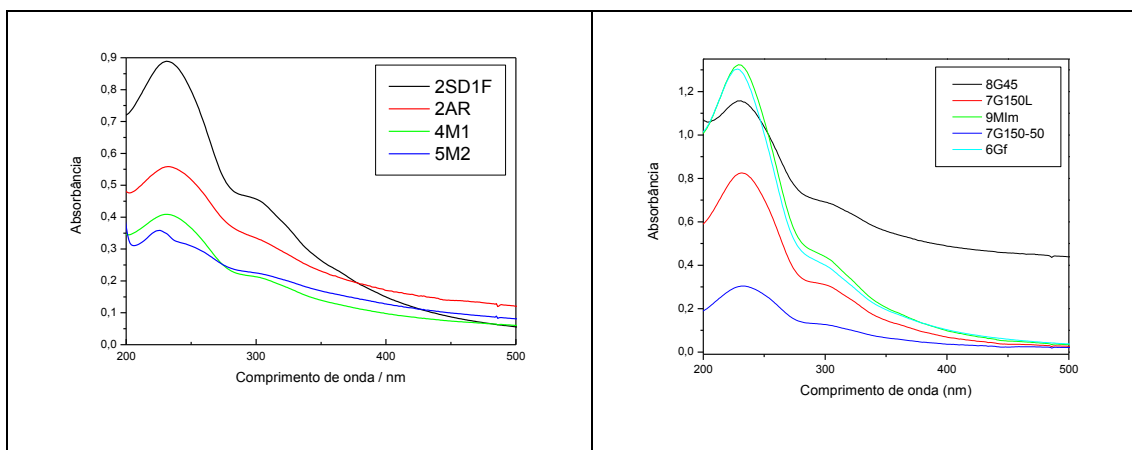 0,9
0,8
0,7
0,6
0,5
0,4
0,3
0,2
0,1
0,0
Absorbância
200
300
400
500
Comprimento de onda / nm
2SD1F
2AR
4M1
5M2
1,2
1,0
0,8
0,6
0,4
0,2
0,0
Absorbância
200
300
400
500
Comprimento de onda (nm)
8G45
7G150L
9MIm
7G150-50
6Gf